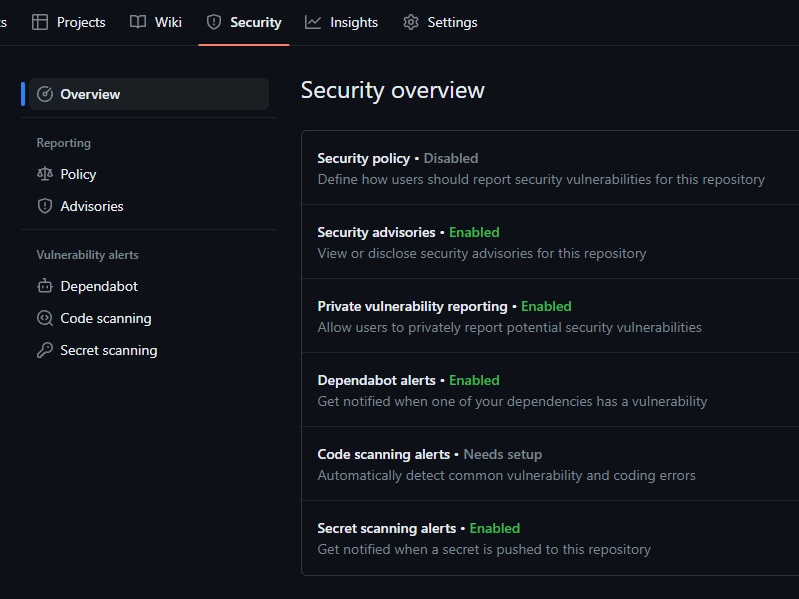 s Projects Wiki Security Insights Settings
Overview
Reporting
Policy
Advisories
Vulnerability alerts
Dependabot
Code scanning
Secret scanning
Security overview
Security policy • Disabled
Define how users should report security vulnerabilities for this repository
Security advisories • Enabled
View or disclose security advisories for this repository
Private vulnerability reporting • Enabled
Allow users to privately report potential security vulnerabilities
Dependabot alerts • Enabled
Get notified when one of your dependencies has a vulnerability
Code scanning alerts • Needs setup
Automatically detect common vulnerability and coding errors
Secret scanning alerts • Enabled
Get notified when a secret is pushed to this repository